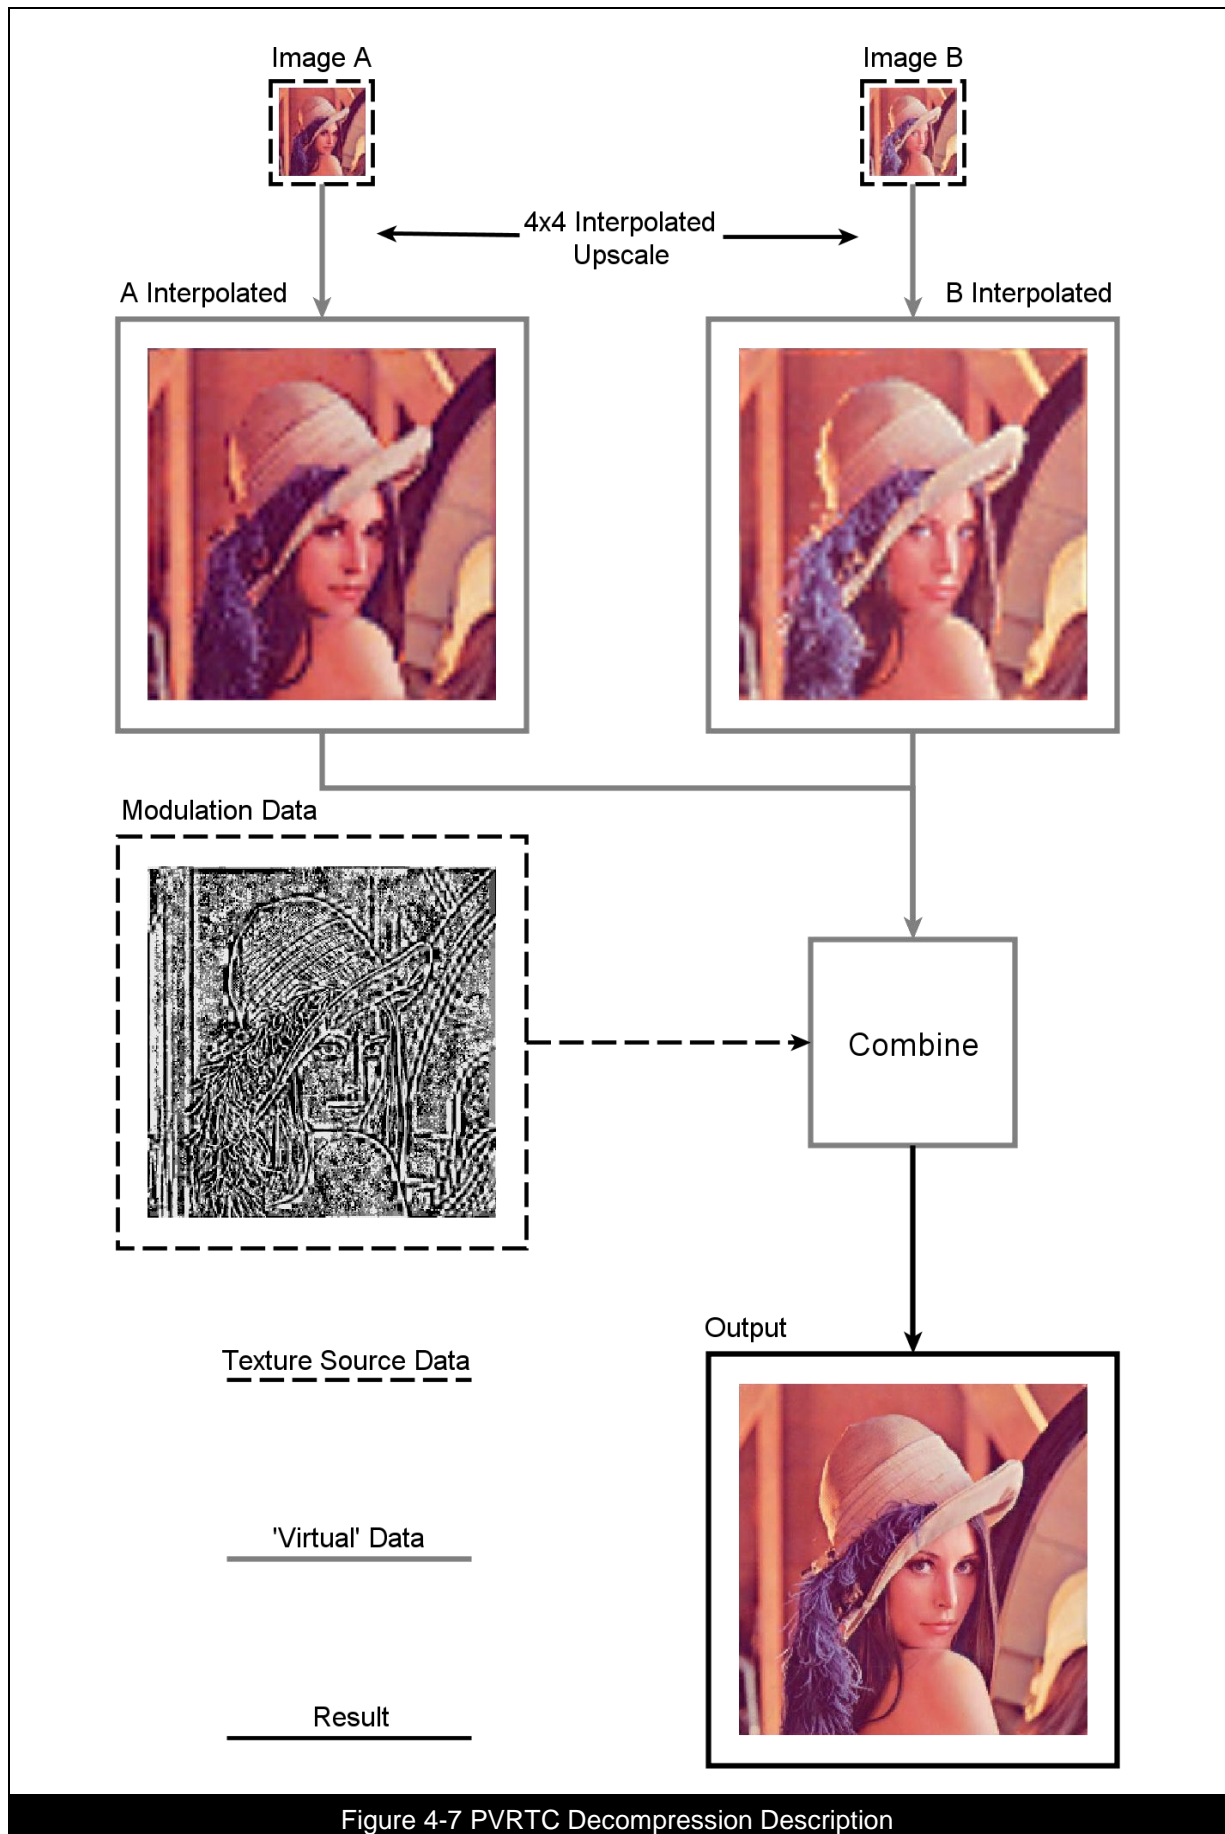 Image A
Image B
4x4 Interpolated
Upscale
A Interpolated
B Interpolated
Modulation Data
Combine
Output
Texture Source Data
'Virtual' Data
Result
Figure 4-7 PVRTC Decompression Description